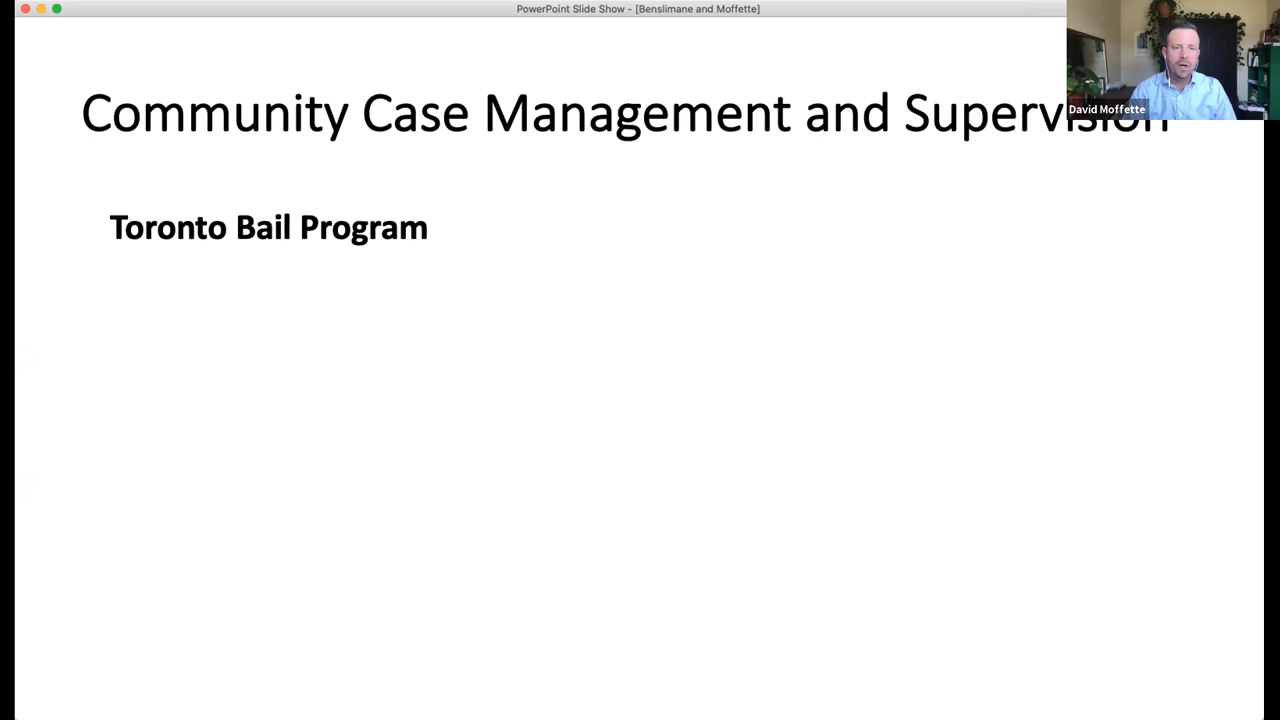 PowerPoint Slide Show - [Benslimane and Moffette]
Community Case Management and Supervision
David Moffette
Toronto Bail Program